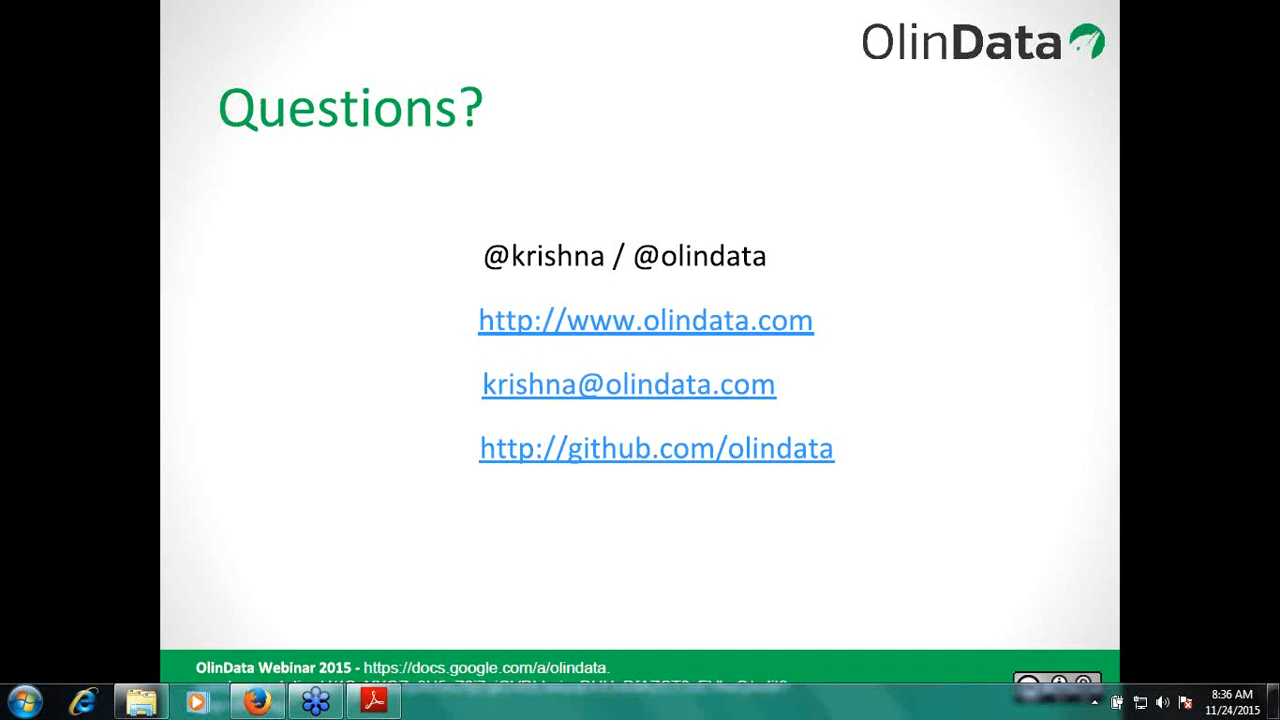 OlinData
Questions?
@krishna / @olindata
http://www.olindata.com
krishna@olindata.com
http://github.com/olindata
OlinData Webinar 2015 - https://docs.google.com/a/olindata.
8:36 AM
11/24/2015